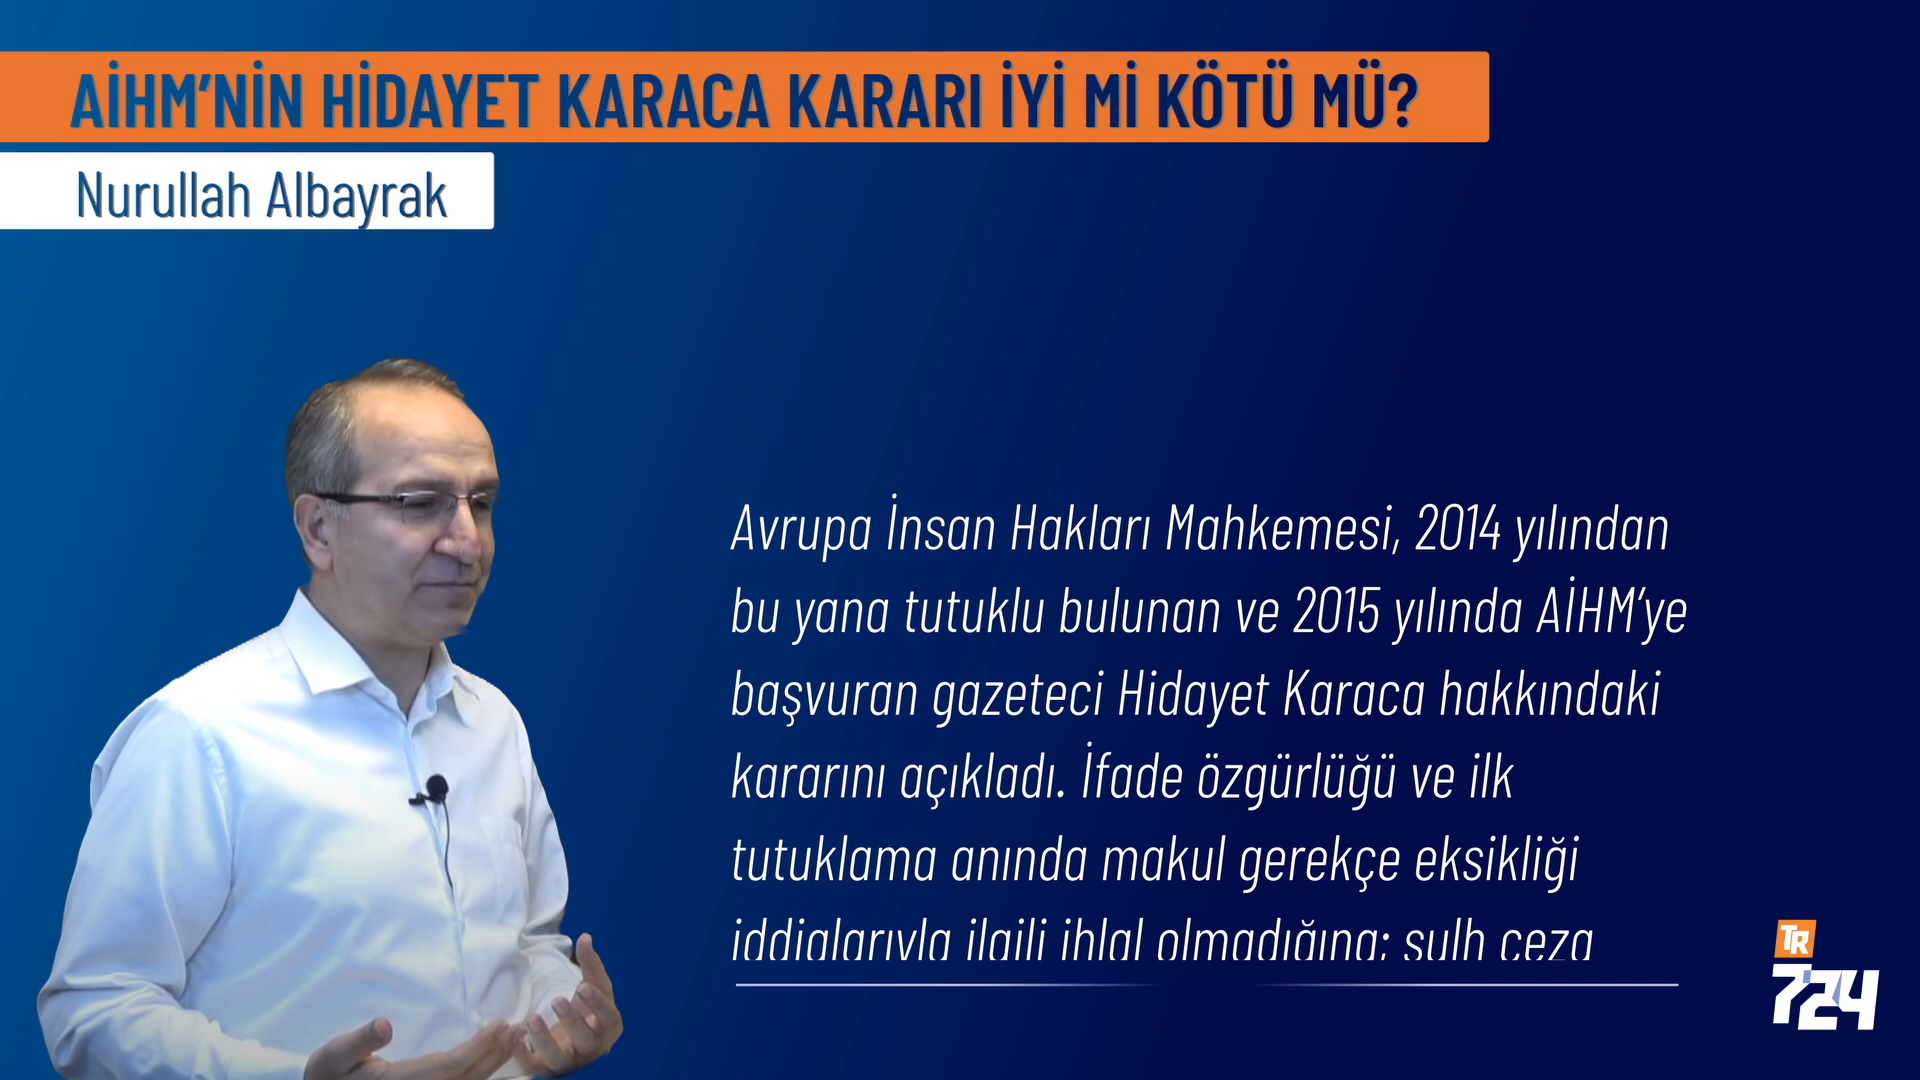 AİHM'NİN HİDAYET KARACA KARARI İYİ Mİ KÖTÜ MÜ?
Nurullah Albayrak
Avrupa İnsan Hakları Mahkemesi, 2014 yılından
bu yana tutuklu bulunan ve 2015 yılında AİHM'ye
başvuran gazeteci Hidayet Karaca hakkındaki
kararını açıkladı. İfade özgürlüğü ve ilk
tutuklama anında makul gerekçe eksikliği
iddialarıyla ilgili ihlal olmadığına; sulh ceza
TR
724